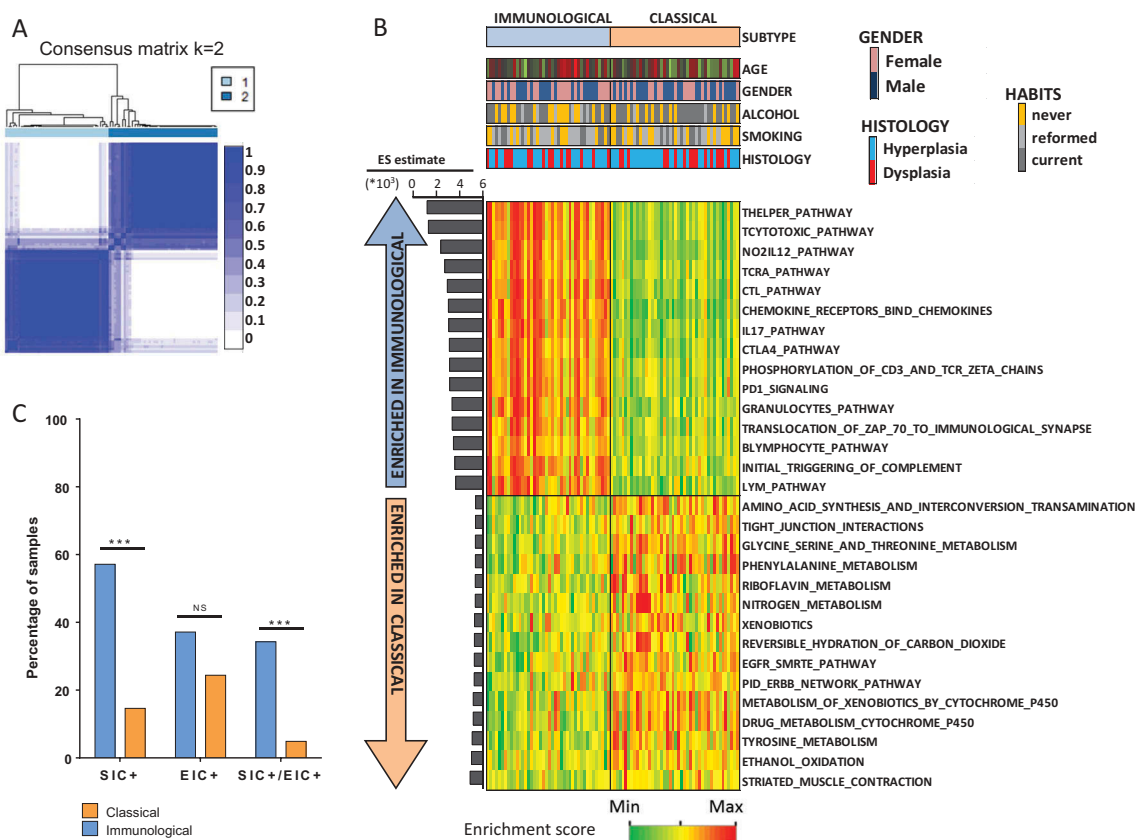 A
Consensus matrix k=2
1
2
1
0.9
0.8
0.7
0.6
0.5
0.4
0.3
0.2
0.1
0
B
IMMUNOLOGICAL CLASSICAL
SUBTYPE
AGE
GENDER
ALCOHOL
SMOKING
HISTOLOGY
GENDER
Female
Male
HISTOLOGY
Hyperplasia
Dysplasia
HABITS
never
reformed
current
ES estimate
(*10³) 0 2 4 6
ENRICHED IN IMMUNOLOGICAL
ENRICHED IN CLASSICAL
THELPER_PATHWAY
TCYTOTOXIC_PATHWAY
NO2IL12_PATHWAY
TCRA_PATHWAY
CTL_PATHWAY
CHEMOKINE_RECEPTORS_BIND_CHEMOKINES
IL17_PATHWAY
CTLA4_PATHWAY
PHOSPHORYLATION_OF_CD3_AND_TCR_ZETA_CHAINS
PD1_SIGNALING
GRANULOCYTES_PATHWAY
TRANSLOCATION_OF_ZAP_70_TO_IMMUNOLOGICAL_SYNAPSE
BLYMPHOCYTE_PATHWAY
INITIAL_TRIGGERING_OF_COMPLEMENT
LYM_PATHWAY
AMINO_ACID_SYNTHESIS_AND_INTERCONVERSION_TRANSAMINATION
TIGHT_JUNCTION_INTERACTIONS
GLYCINE_SERINE_AND_THREONINE_METABOLISM
PHENYLALANINE_METABOLISM
RIBOFLAVIN_METABOLISM
NITROGEN_METABOLISM
XENOBIOTICS
REVERSIBLE_HYDRATION_OF_CARBON_DIOXIDE
EGFR_SMRTE_PATHWAY
PID_ERBB_NETWORK_PATHWAY
METABOLISM_OF_XENOBIOTICS_BY_CYTOCHROME_P450
DRUG_METABOLISM_CYTOCHROME_P450
TYROSINE_METABOLISM
ETHANOL_OXIDATION
STRIATED_MUSCLE_CONTRACTION
Min Max
Enrichment score
C
Percentage of samples
100
80
60
40
20
0
***
NS
***
SIC+ EIC+ SIC+/EIC+
Classical
Immunological